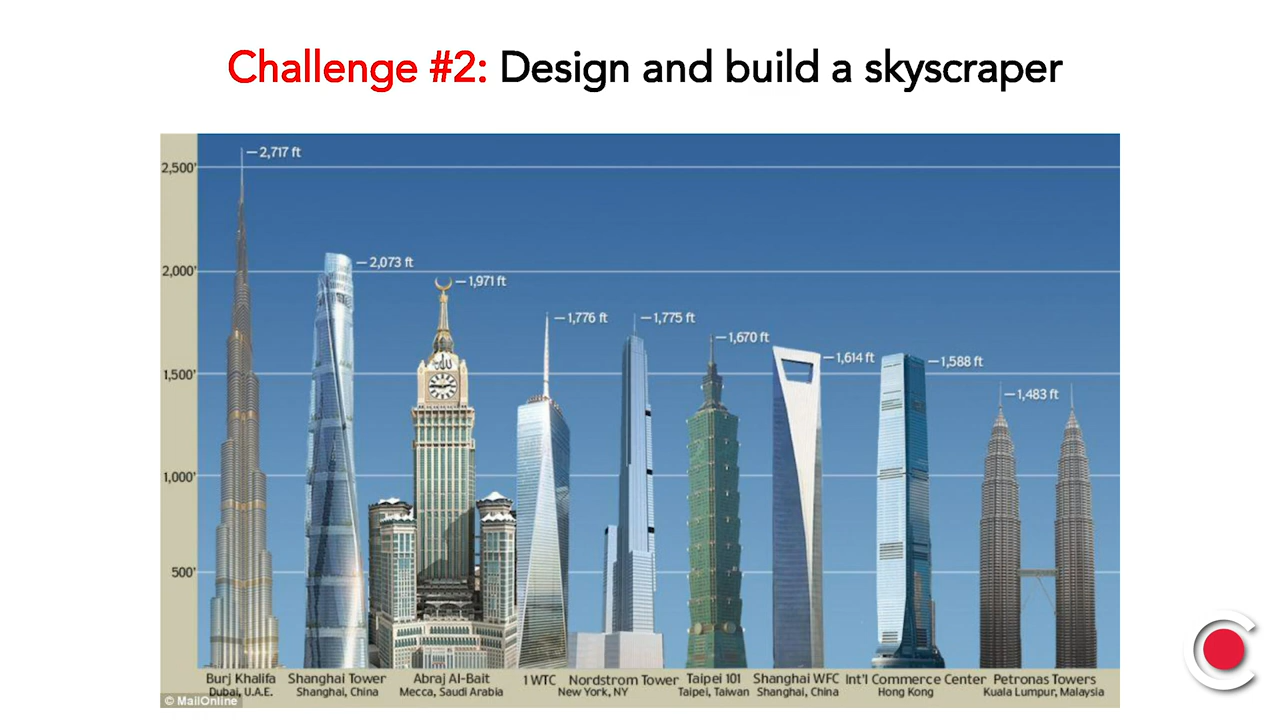 Challenge #2: Design and build a skyscraper
— 2,717 ft
2,500'
— 2,073 ft
2,000'
— 1,971 ft
— 1,776 ft
— 1,775 ft
— 1,670 ft
— 1,614 ft
— 1,588 ft
1,500'
— 1,483 ft
1,000'
500'
Burj Khalifa
Dubai, U.A.E.
Shanghai Tower
Shanghai, China
Abraj Al-Bait
Mecca, Saudi Arabia
1 WTC
Nordstrom Tower
New York, NY
Taipei 101
Taipei, Taiwan
Shanghai WFC
Shanghai, China
Int'l Commerce Center
Hong Kong
Petronas Towers
Kuala Lumpur, Malaysia
© MailOnline